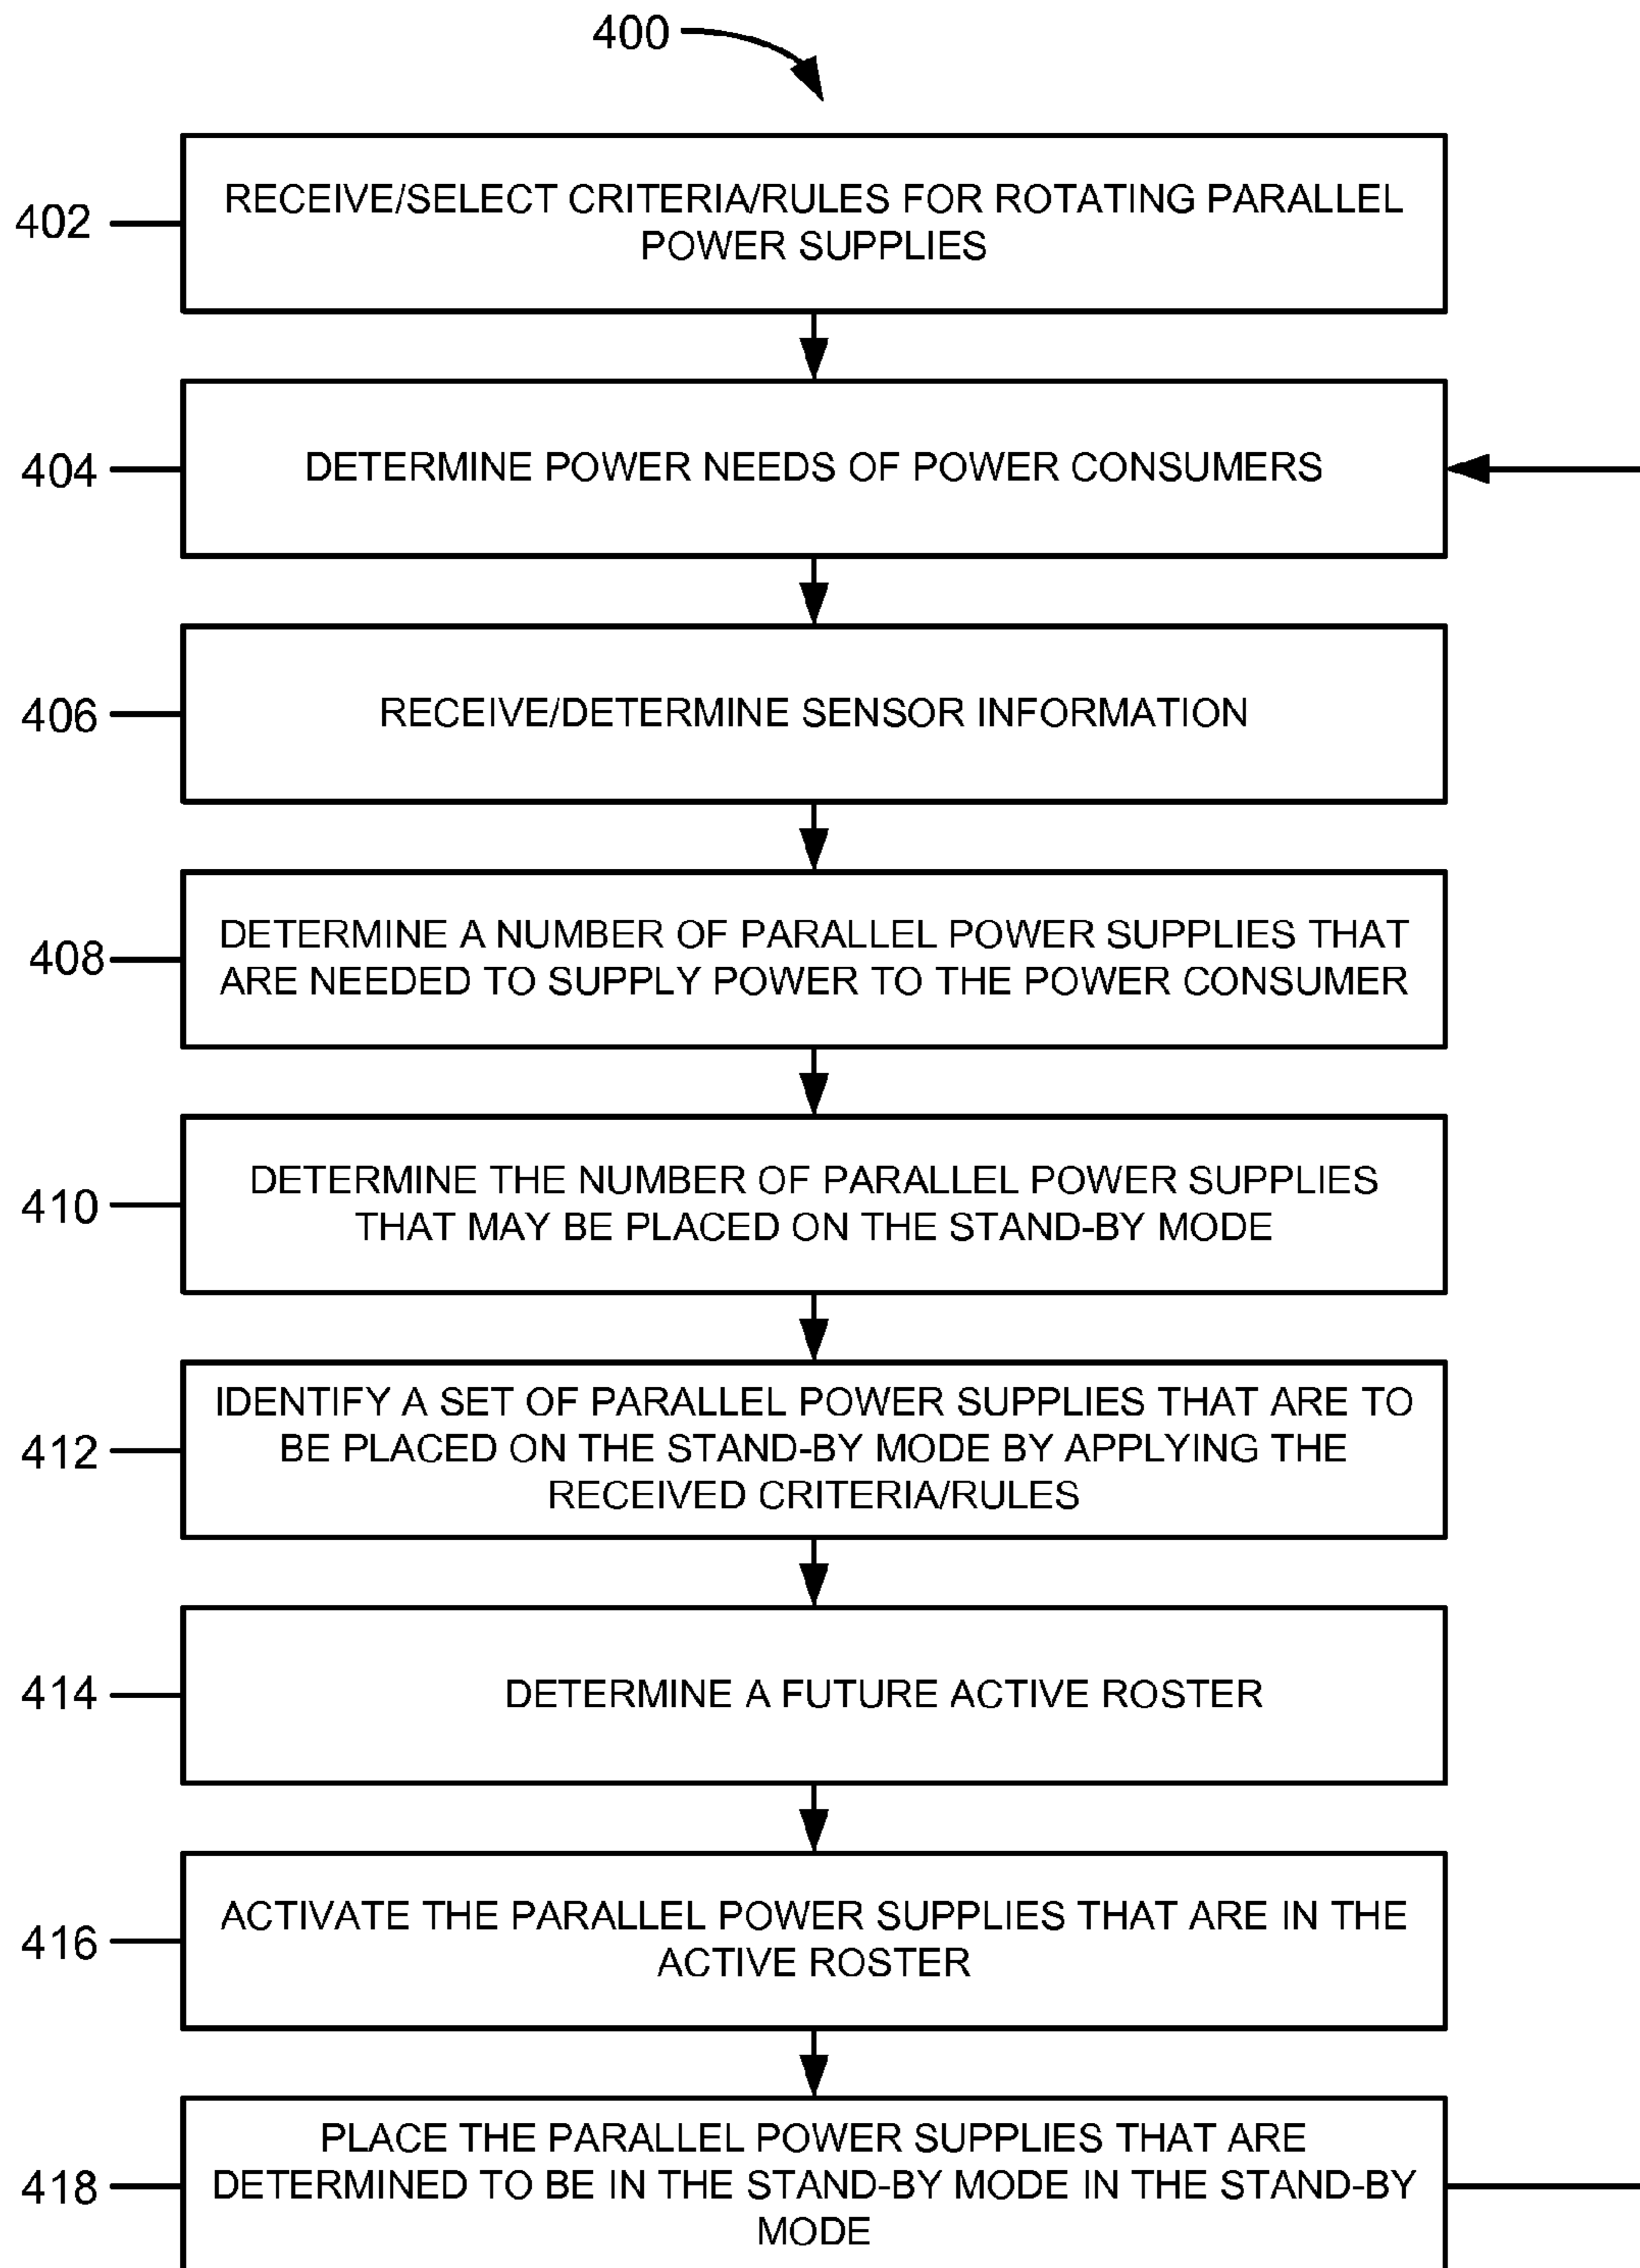 400
402
RECEIVE/SELECT CRITERIA/RULES FOR ROTATING PARALLEL
POWER SUPPLIES
404
DETERMINE POWER NEEDS OF POWER CONSUMERS
406
RECEIVE/DETERMINE SENSOR INFORMATION
408
DETERMINE A NUMBER OF PARALLEL POWER SUPPLIES THAT
ARE NEEDED TO SUPPLY POWER TO THE POWER CONSUMER
410
DETERMINE THE NUMBER OF PARALLEL POWER SUPPLIES
THAT MAY BE PLACED ON THE STAND-BY MODE
412
IDENTIFY A SET OF PARALLEL POWER SUPPLIES THAT ARE TO
BE PLACED ON THE STAND-BY MODE BY APPLYING THE
RECEIVED CRITERIA/RULES
414
DETERMINE A FUTURE ACTIVE ROSTER
416
ACTIVATE THE PARALLEL POWER SUPPLIES THAT ARE IN THE
ACTIVE ROSTER
418
PLACE THE PARALLEL POWER SUPPLIES THAT ARE
DETERMINED TO BE IN THE STAND-BY MODE IN THE STAND-BY
MODE